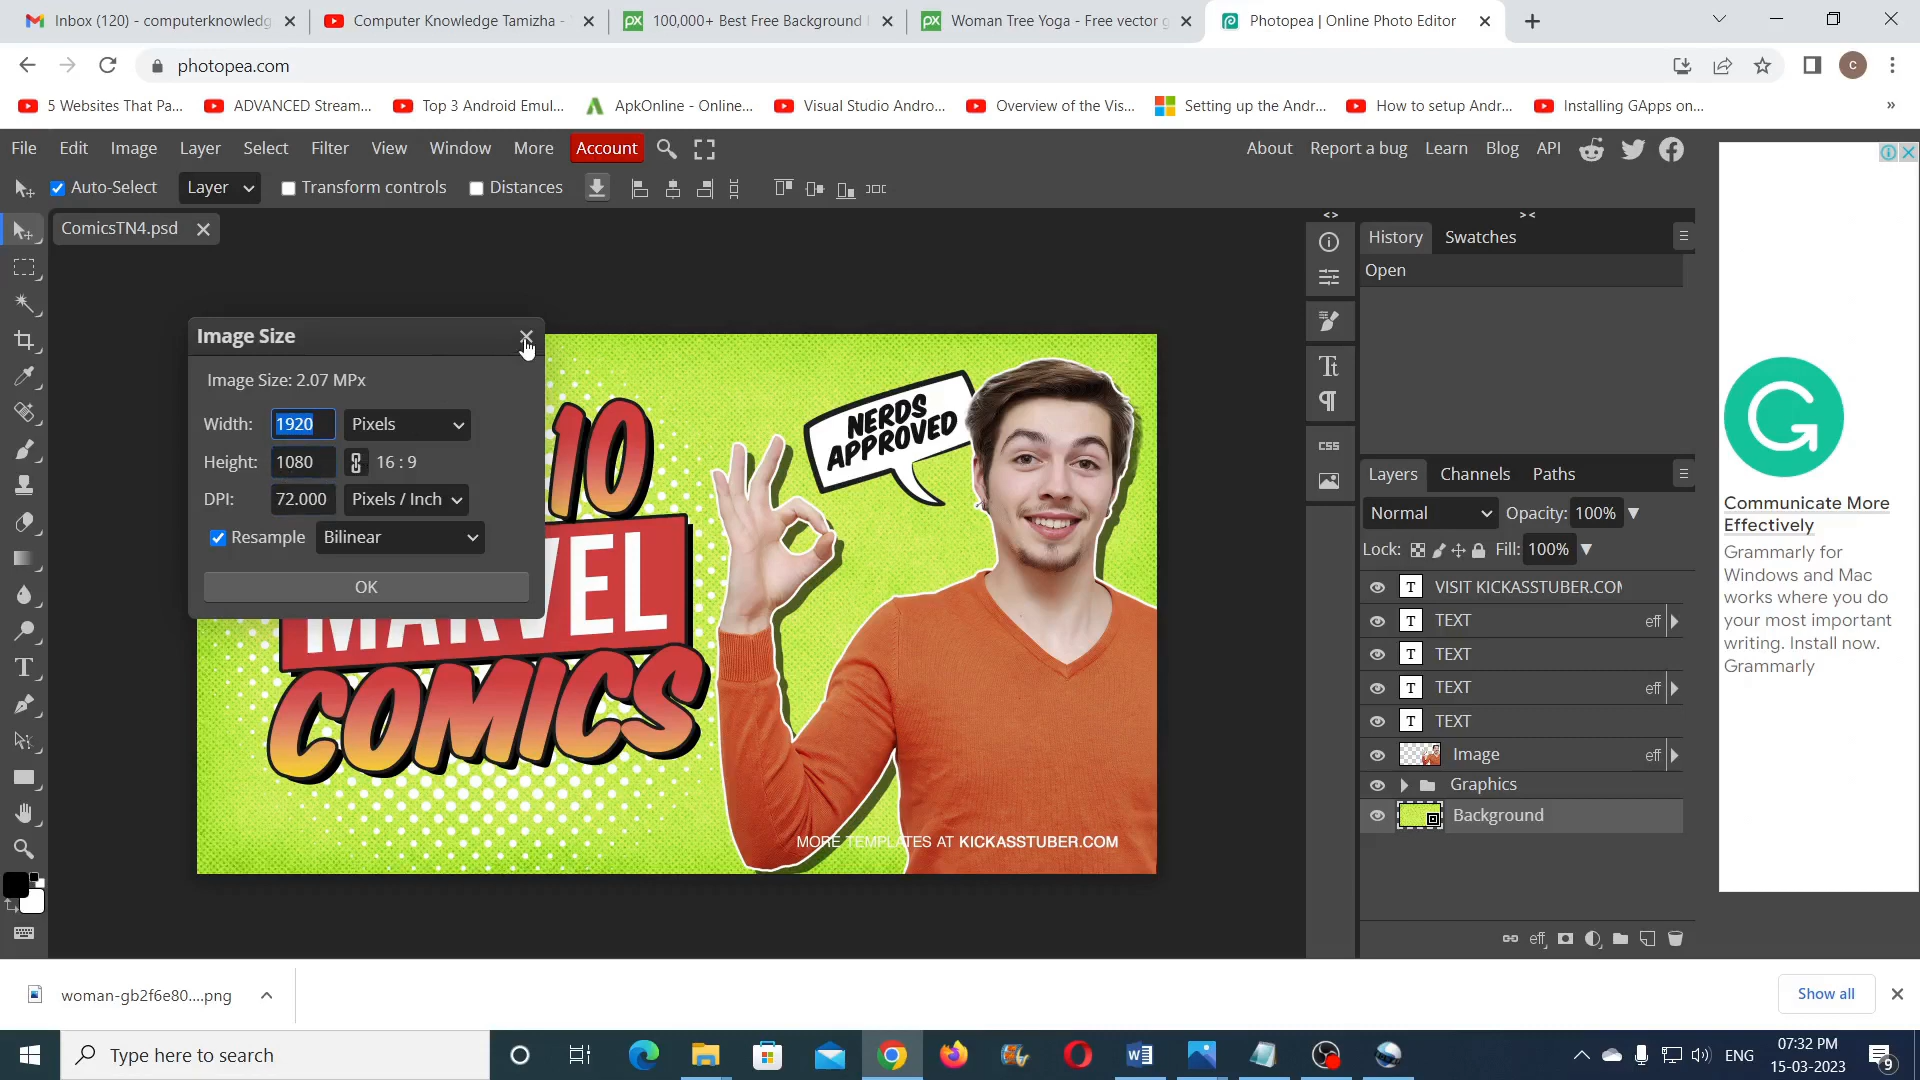 Inbox (120) - computerknowledg
Computer Knowledge Tamizha -
100,000+ Best Free Background
Woman Tree Yoga - Free vector g
Photopea | Online Photo Editor
photopea.com
C
5 Websites That Pa...
ADVANCED Stream...
Top 3 Android Emul...
ApkOnline - Online...
Visual Studio Andro...
Overview of the Vis...
Setting up the Andr...
How to setup Andr...
Installing GApps on...
»
File Edit Image Layer Select Filter View Window More Account
About Report a bug Learn Blog API
Auto-Select Layer Transform controls Distances
ComicsTN4.psd
History Swatches
Open
Image Size
Image Size: 2.07 MPx
Width: 1920 Pixels
Height: 1080 16 : 9
DPI: 72.000 Pixels / Inch
Resample Bilinear
OK
10
MARVEL
COMICS
NERDS
APPROVED
MORE TEMPLATES AT KICKASSTUBER.COM
CSS
Layers Channels Paths
Normal Opacity: 100%
Lock: Fill: 100%
T VISIT KICKASSTUBER.COM
T TEXT eff
T TEXT
T TEXT eff
T TEXT
Image eff
Graphics
Background
eff
Communicate More
Effectively
Grammarly for
Windows and Mac
works where you do
your most important
writing. Install now.
Grammarly
woman-gb2f6e80....png
Show all
Type here to search
ENG
07:32 PM
15-03-2023
9